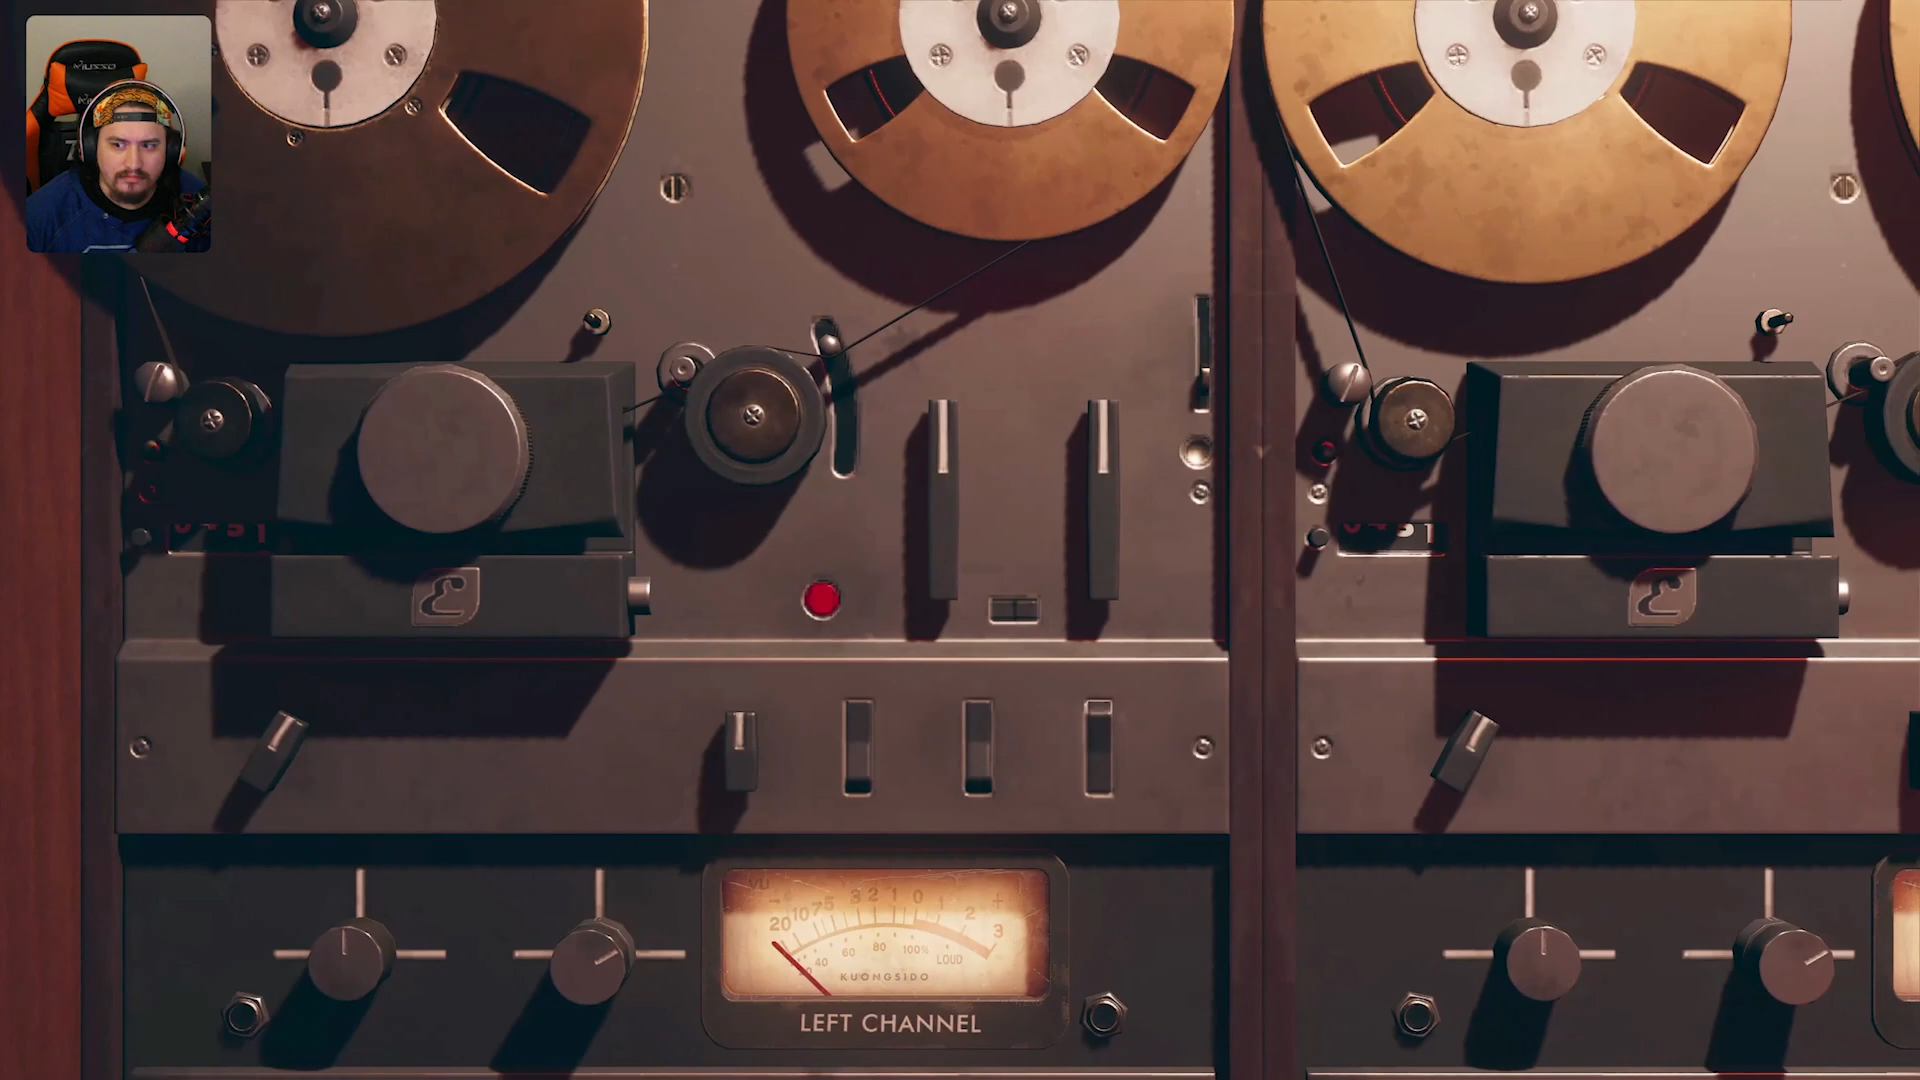 VU
- 20 10 7 5 3 2 1 0 1 2 3 +
40 60 80 100%
LOUD
KUONGSIDO
LEFT CHANNEL